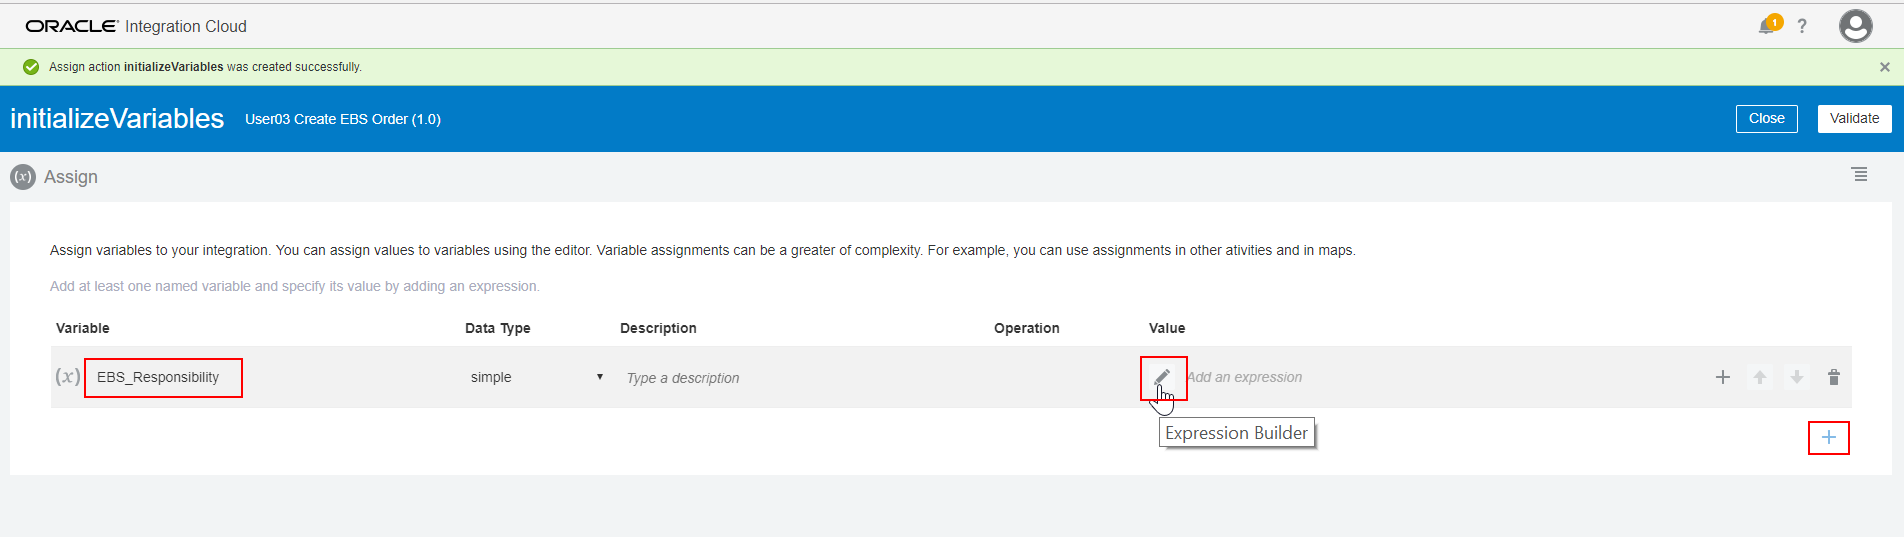 ORACLE® Integration Cloud
1
?
Assign action initializeVariables was created successfully.
initializeVariables User03 Create EBS Order (1.0)
Close
Validate
(x) Assign
Assign variables to your integration. You can assign values to variables using the editor. Variable assignments can be a greater of complexity. For example, you can use assignments in other ativities and in maps.
Add at least one named variable and specify its value by adding an expression.
Variable Data Type Description Operation Value
(x) EBS_Responsibility simple Type a description Add an expression
Expression Builder